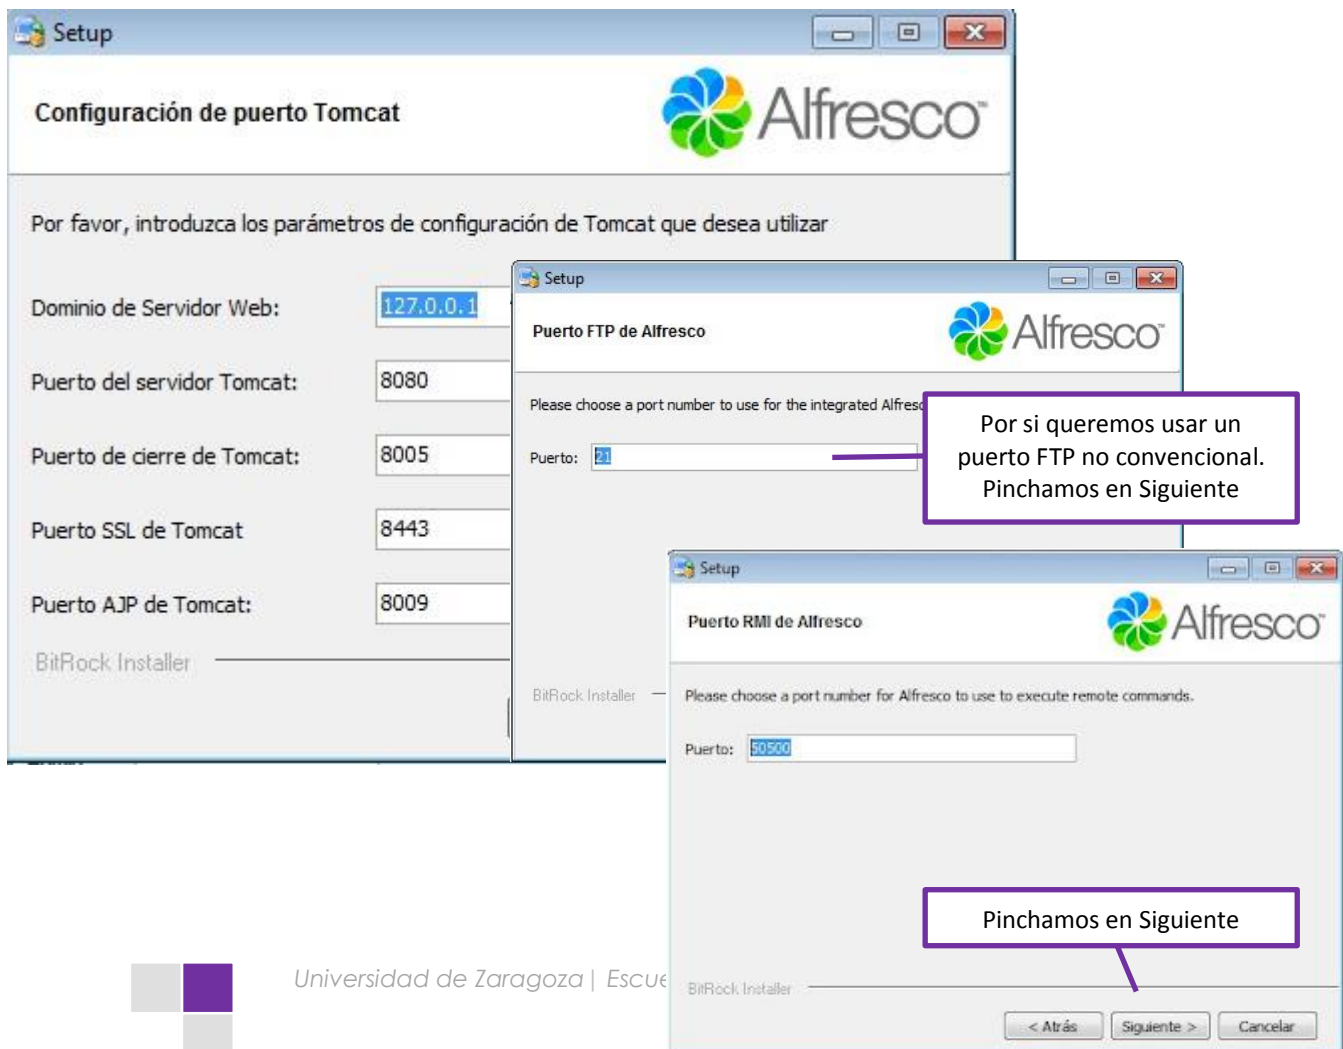 Setup
Configuración de puerto Tomcat
Alfresco™
Por favor, introduzca los parámetros de configuración de Tomcat que desea utilizar
Dominio de Servidor Web: 127.0.0.1
Puerto del servidor Tomcat: 8080
Puerto de cierre de Tomcat: 8005
Puerto SSL de Tomcat 8443
Puerto AJP de Tomcat: 8009
BitRock Installer
Setup
Puerto FTP de Alfresco
Alfresco™
Please choose a port number to use for the integrated Alfresc
Puerto: 21
BitRock Installer
Por si queremos usar un
puerto FTP no convencional.
Pinchamos en Siguiente
Setup
Puerto RMI de Alfresco
Alfresco
Please choose a port number for Alfresco to use to execute remote commands.
Puerto: 50500
Pinchamos en Siguiente
BitRock Installer
< Atrás Siguiente > Cancelar
Universidad de Zaragoza| Escue